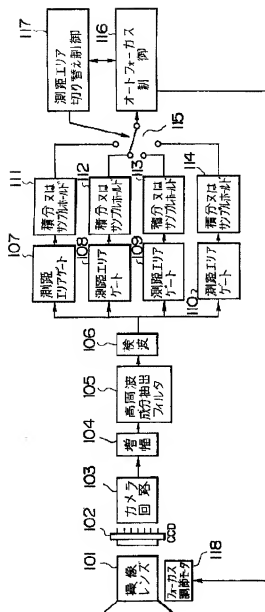 101
撮像
レンズ
102
CCD
103
カメラ
回路
104
増幅
105
高周波
成分抽出
フィルタ
106
検波
107
測距
エリアゲート
108
測距エリア
ゲート
109
測距エリア
ゲート
110
測距エリア
ゲート
111
積分又は
サンプルホールド
112
積分又は
サンプルホールド
113
積分又は
サンプルホールド
114
積分又は
サンプルホールド
115
116
オートフォーカス
制御
117
測距エリア
切り替え制御
118
フォーカス
調節モータ